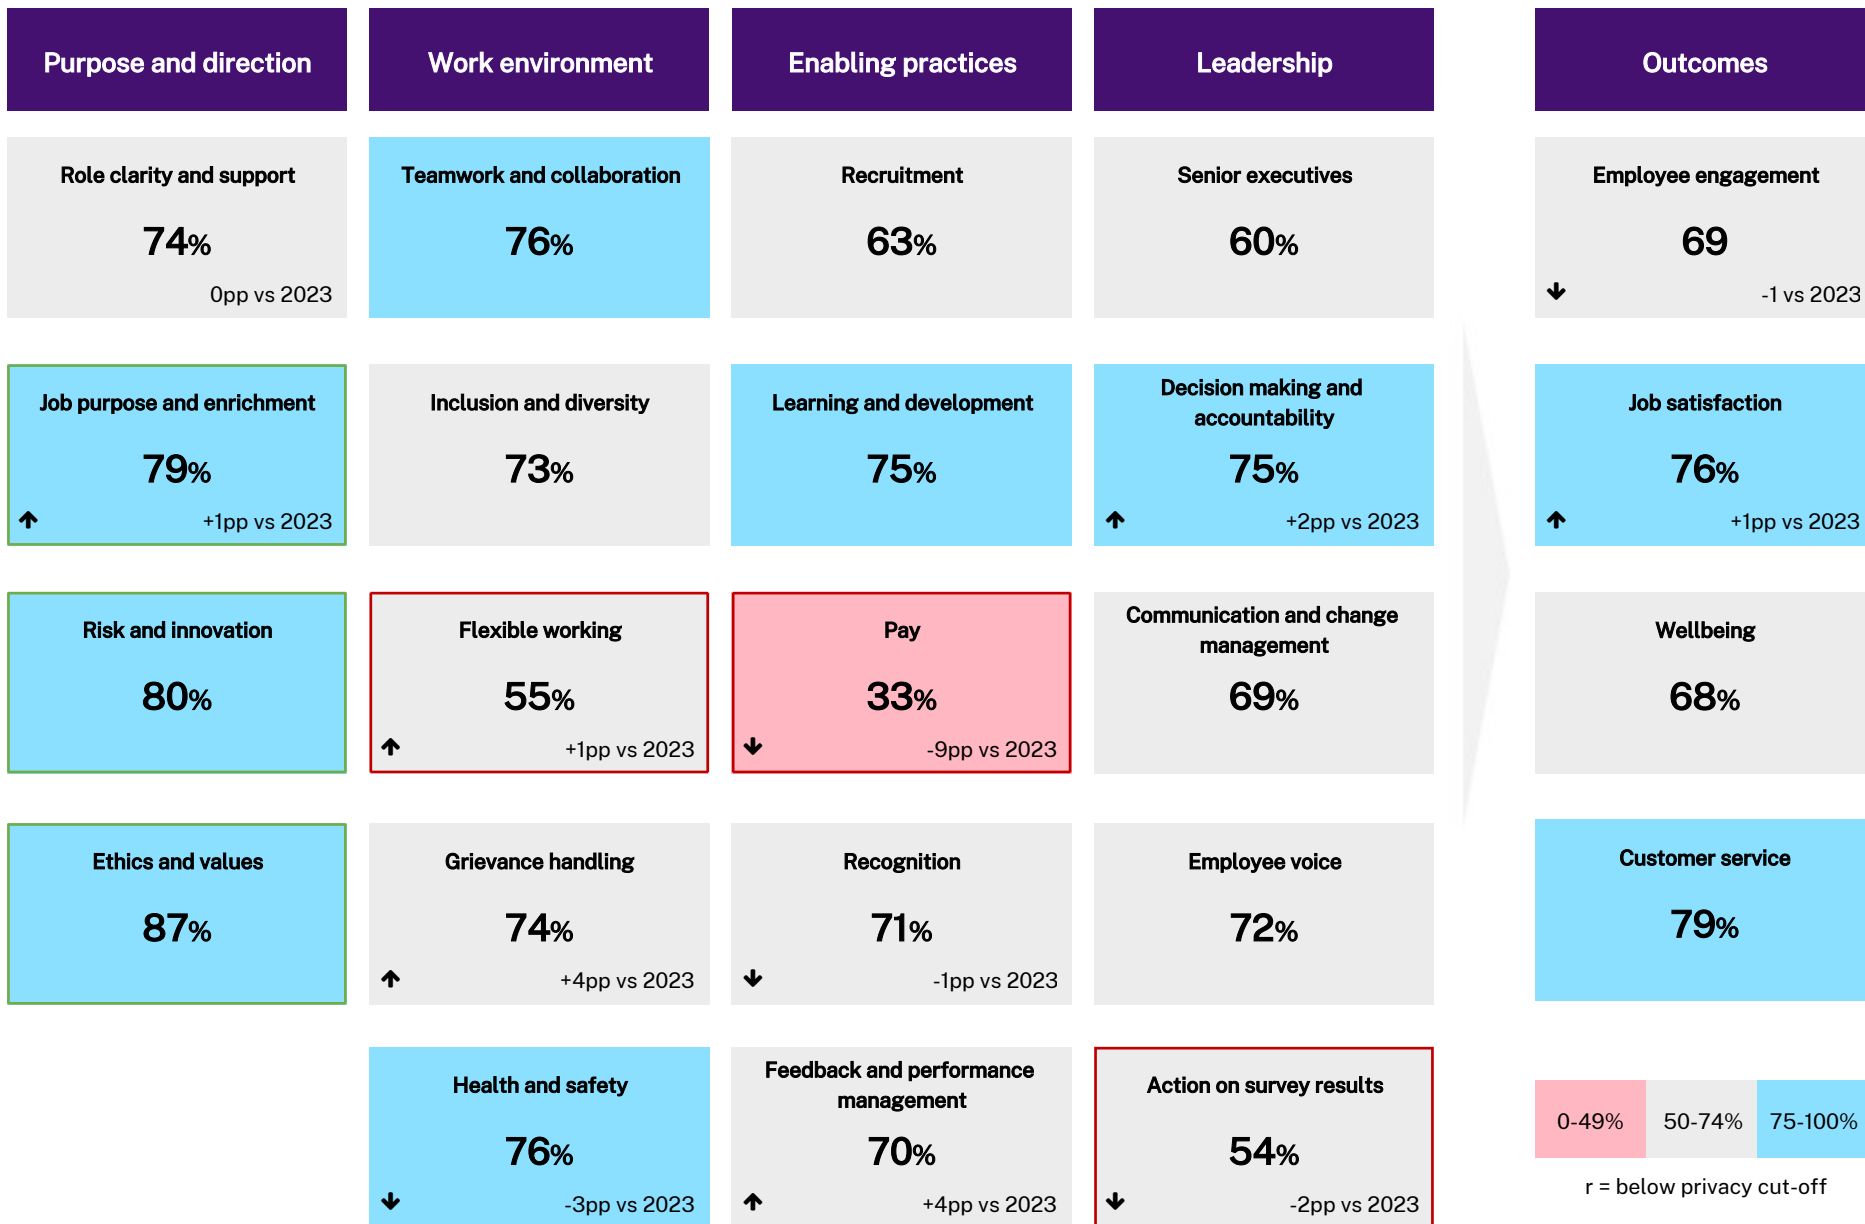 Purpose and direction
Work environment
Enabling practices
Leadership
Outcomes
Role clarity and support
74%
0pp vs 2023
Teamwork and collaboration
76%
Recruitment
63%
Senior executives
60%
Employee engagement
69
-1 vs 2023
Job purpose and enrichment
79%
+1pp vs 2023
Inclusion and diversity
73%
Learning and development
75%
Decision making and
accountability
75%
+2pp vs 2023
Job satisfaction
76%
+1pp vs 2023
Risk and innovation
80%
Flexible working
55%
+1pp vs 2023
Pay
33%
-9pp vs 2023
Communication and change
management
69%
Wellbeing
68%
Ethics and values
87%
Grievance handling
74%
+4pp vs 2023
Recognition
71%
-1pp vs 2023
Employee voice
72%
Customer service
79%
Health and safety
76%
-3pp vs 2023
Feedback and performance
management
70%
+4pp vs 2023
Action on survey results
54%
-2pp vs 2023
0-49%
50-74%
75-100%
r = below privacy cut-off